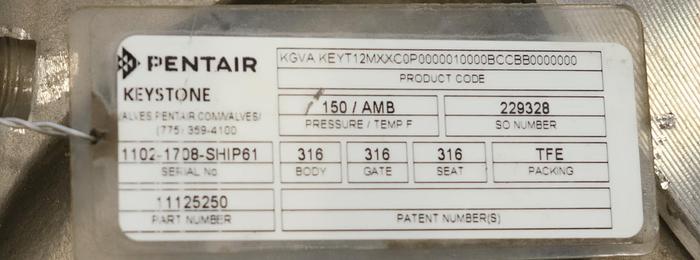 PENTAIR
KEYSTONE
VALVES.PENTAIR.COM/VALVES/
(775) 359-4100
KGVA KEYT12MXXC0P0000010000BCCBB0000000
PRODUCT CODE
150 / AMB
PRESSURE / TEMP F
229328
SO NUMBER
1102-1708-SHIP61
SERIAL No
316
BODY
316
GATE
316
SEAT
TFE
PACKING
11125250
PART NUMBER
PATENT NUMBER(S)